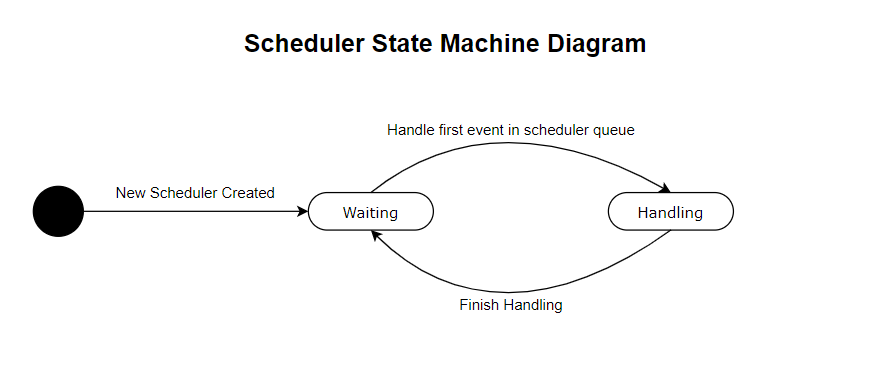 Scheduler State Machine Diagram
Handle first event in scheduler queue
New Scheduler Created
Waiting
Handling
Finish Handling